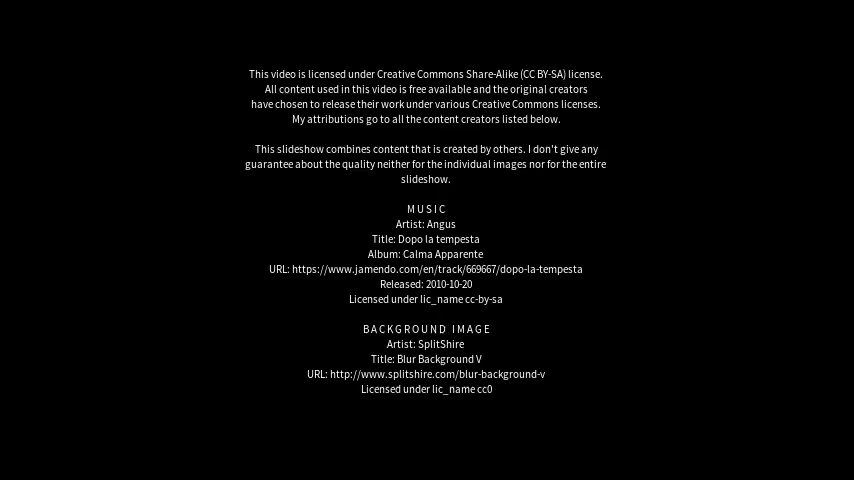 This video is licensed under Creative Commons Share-Alike (CC BY-SA) license.
All content used in this video is free available and the original creators
have chosen to release their work under various Creative Commons licenses.
My attributions go to all the content creators listed below.
This slideshow combines content that is created by others. I don't give any
guarantee about the quality neither for the individual images nor for the entire
slideshow.
MUSIC
Artist: Angus
Title: Dopo la tempesta
Album: Calma Apparente
URL: https://www.jamendo.com/en/track/669667/dopo-la-tempesta
Released: 2010-10-20
Licensed under lic_name cc-by-sa
BACKGROUND IMAGE
Artist: SplitShire
Title: Blur Background V
URL: http://www.splitshire.com/blur-background-v
Licensed under lic_name cc0